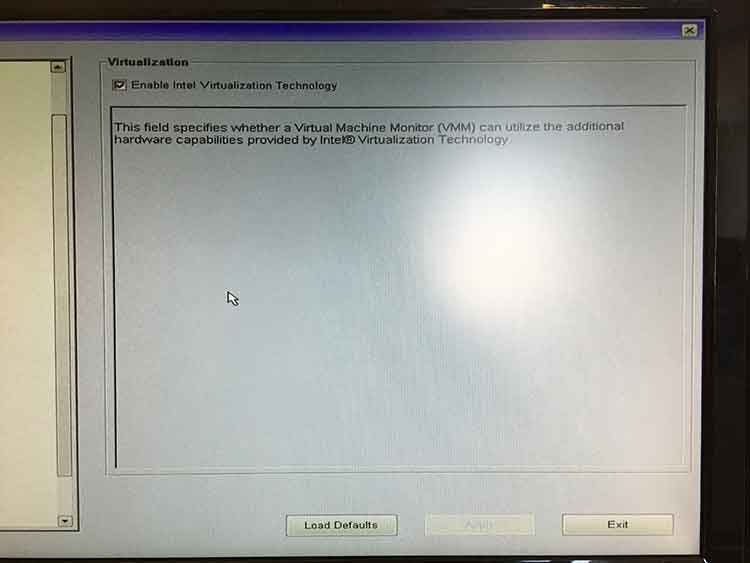 Virtualization
Enable Intel Virtualization Technology
This field specifies whether a Virtual Machine Monitor (VMM) can utilize the additional
hardware capabilities provided by Intel® Virtualization Technology.
Load Defaults
Apply
Exit